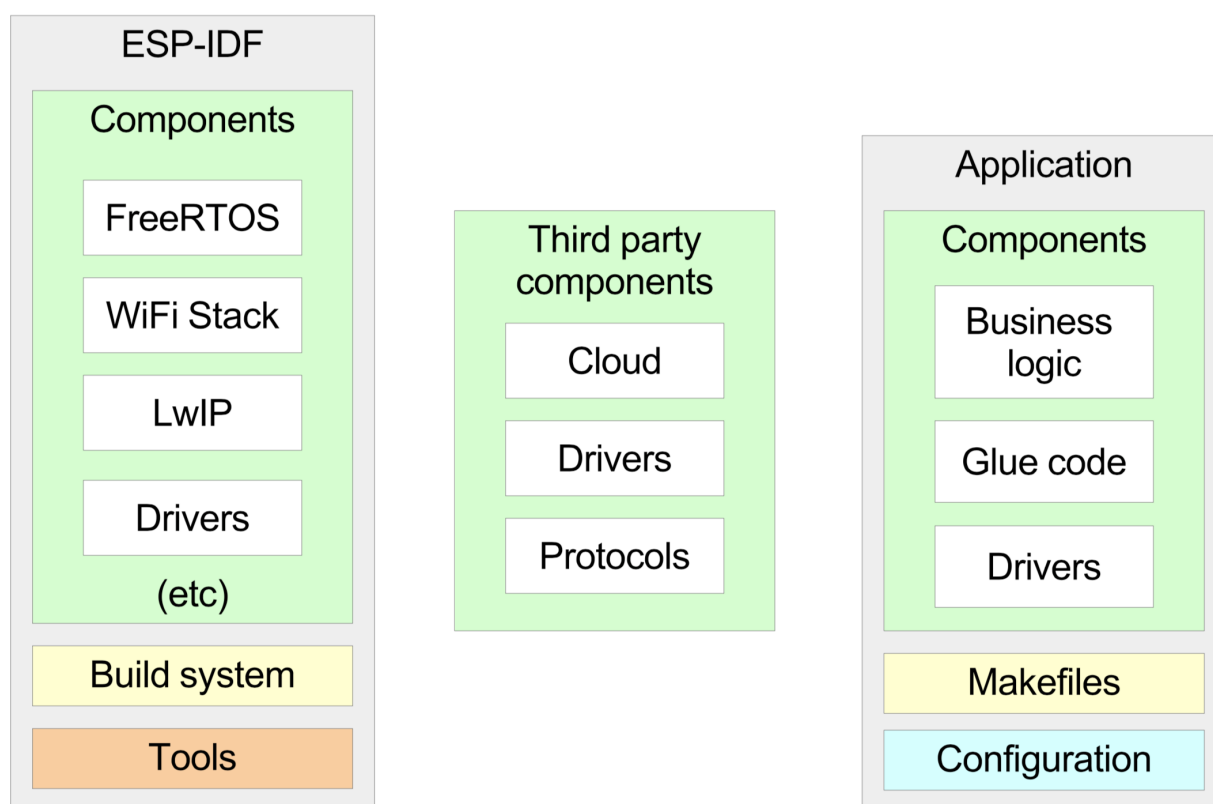 ESP-IDF
Components
FreeRTOS
WiFi Stack
LwIP
Drivers
(etc)
Build system
Tools
Third party
components
Cloud
Drivers
Protocols
Application
Components
Business
logic
Glue code
Drivers
Makefiles
Configuration